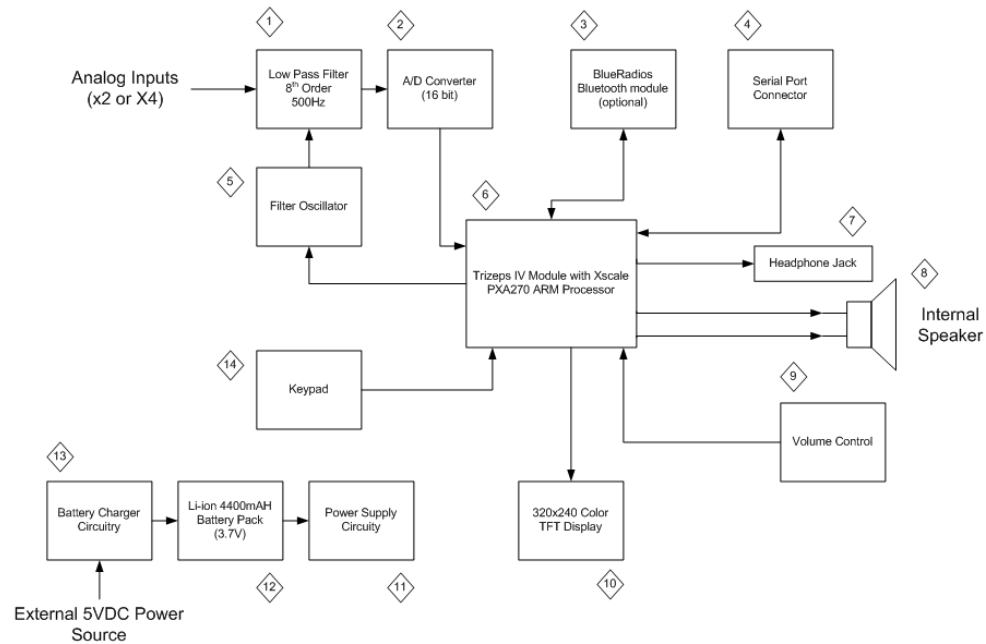 1
2
3
4
Analog Inputs
(x2 or X4)
Low Pass Filter
8th Order
500Hz
A/D Converter
(16 bit)
BlueRadios
Bluetooth module
(optional)
Serial Port
Connector
5
6
7
Filter Oscillator
Trizeps IV Module with Xscale
PXA270 ARM Processor
Headphone Jack
8
Internal
Speaker
14
Keypad
9
Volume Control
13
Battery Charger
Circuitry
Li-ion 4400mAH
Battery Pack
(3.7V)
Power Supply
Circuity
320x240 Color
TFT Display
12
11
10
External 5VDC Power
Source